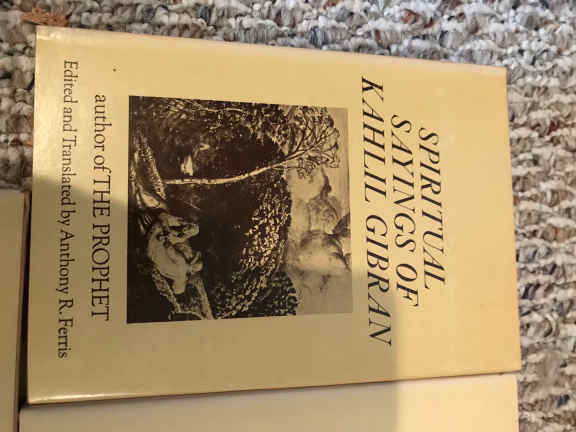 SPIRITUAL
SAYINGS OF
KAHLIL GIBRAN
author of THE PROPHET
Edited and Translated by Anthony R. Ferris